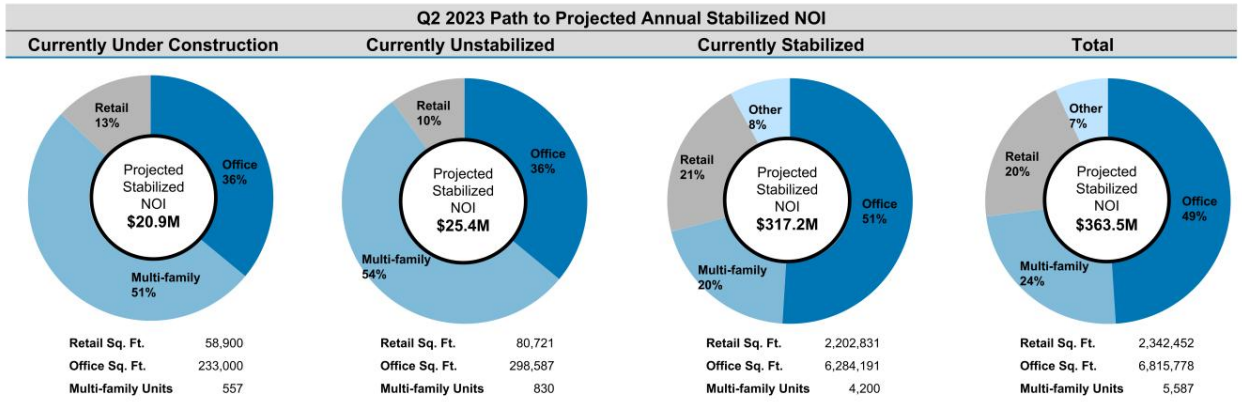 Q2 2023 Path to Projected Annual Stabilized NOI
Currently Under Construction
Currently Unstabilized
Currently Stabilized
Total
Retail
13%
Office
36%
Projected
Stabilized
NOI
$20.9M
Multi-family
51%
Retail Sq. Ft. 58,900
Office Sq. Ft. 233,000
Multi-family Units 557
Retail
10%
Office
36%
Projected
Stabilized
NOI
$25.4M
Multi-family
54%
Retail Sq. Ft. 80,721
Office Sq. Ft. 298,587
Multi-family Units 830
Other
8%
Retail
21%
Projected
Stabilized
NOI
$317.2M
Office
51%
Multi-family
20%
Retail Sq. Ft. 2,202,831
Office Sq. Ft. 6,284,191
Multi-family Units 4,200
Other
7%
Retail
20%
Projected
Stabilized
NOI
$363.5M
Office
49%
Multi-family
24%
Retail Sq. Ft. 2,342,452
Office Sq. Ft. 6,815,778
Multi-family Units 5,587